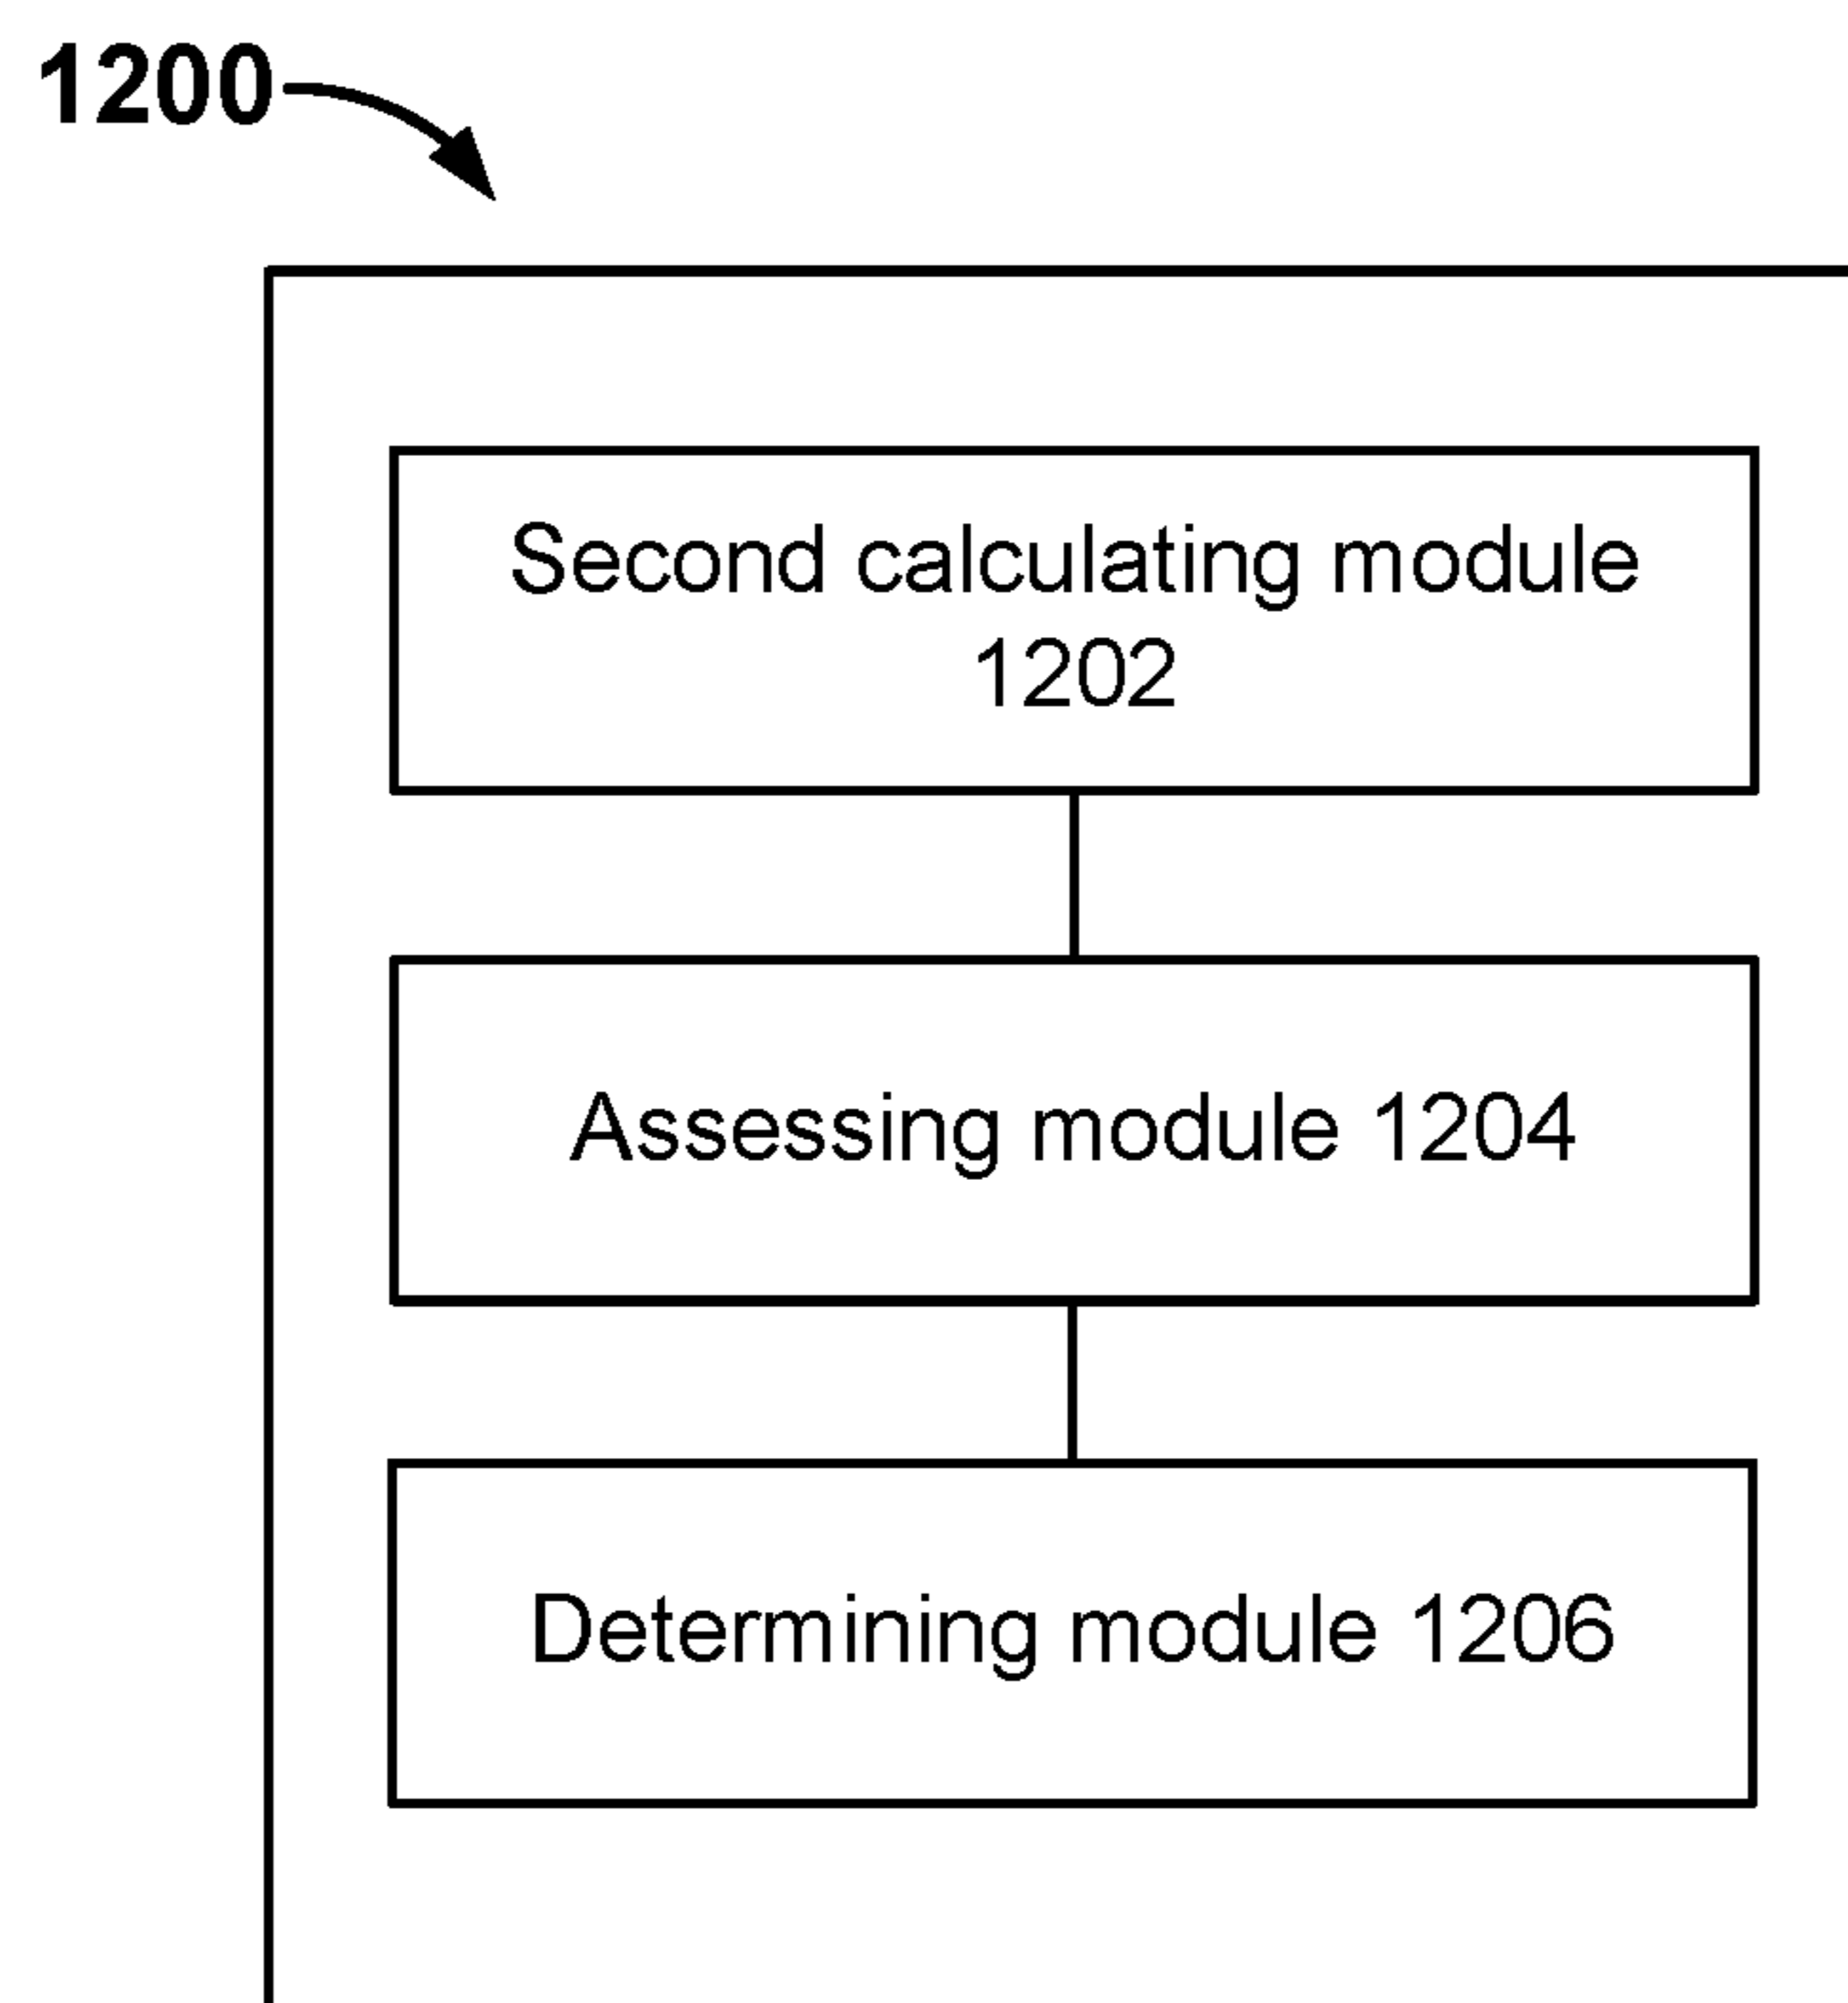 1200
Second calculating module
1202
Assessing module 1204
Determining module 1206